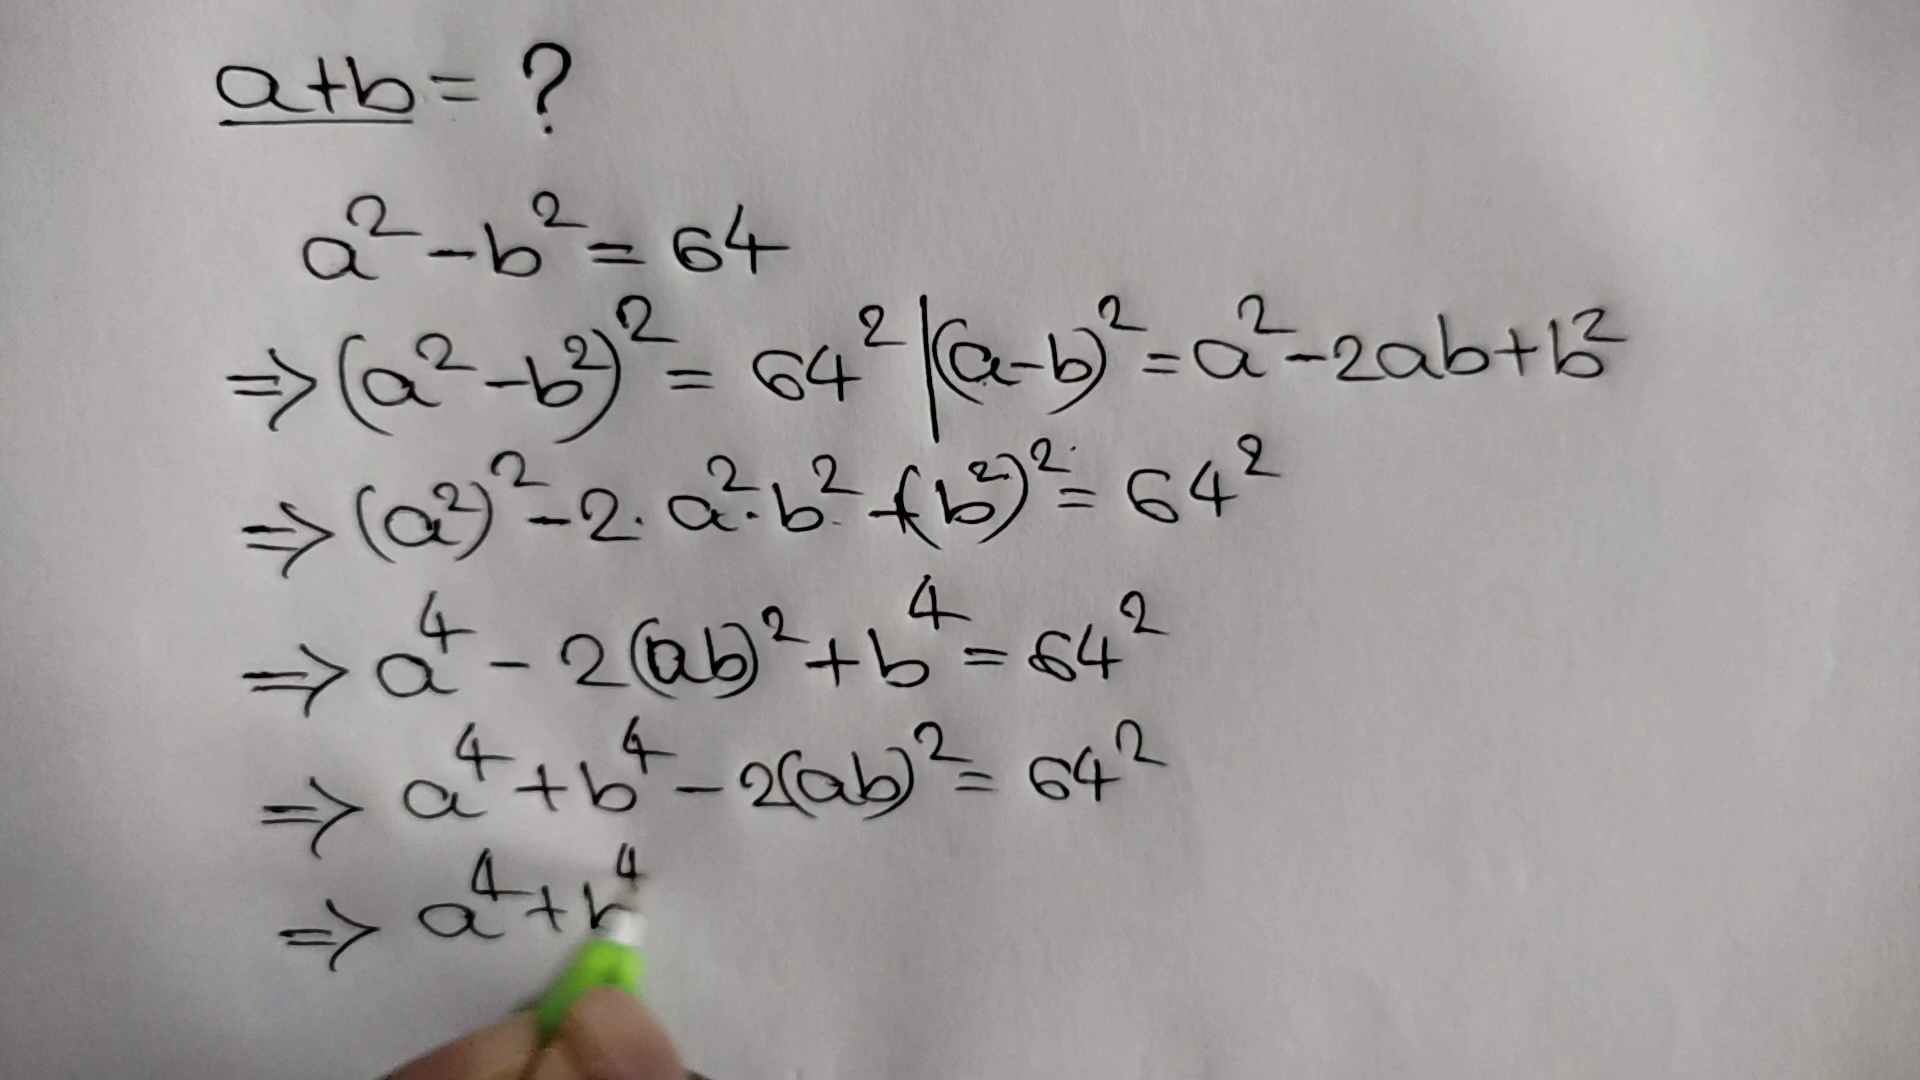 a+b = ?
a² - b² = 64
⇒ (a² - b²)² = 64² | (a-b)² = a² - 2ab + b²
⇒ (a²)² - 2. a². b² + (b²)² = 64²
⇒ a⁴ - 2(ab)² + b⁴ = 64²
⇒ a⁴ + b⁴ - 2(ab)² = 64²
⇒ a⁴ + b⁴